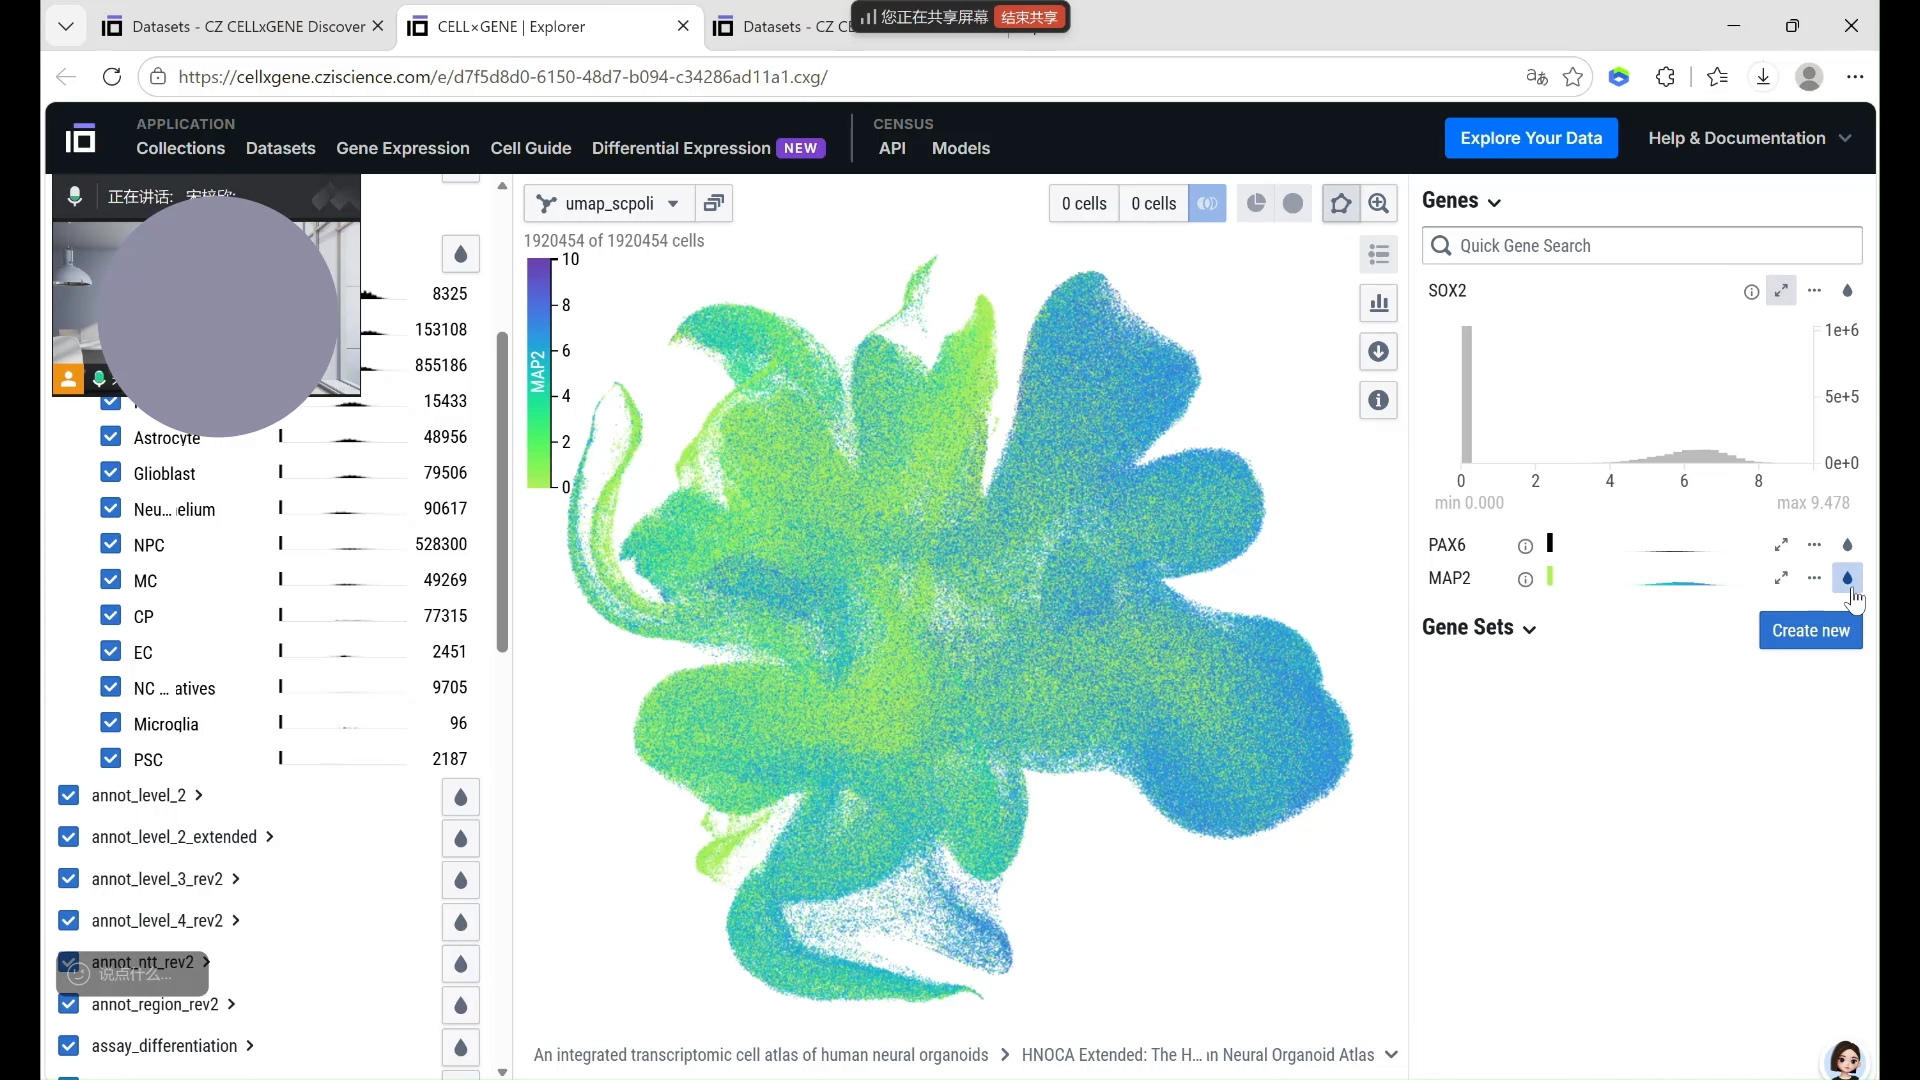 Datasets - CZ CELLxGENE Discover
CELL×GENE | Explorer
Datasets - CZ CE
您正在共享屏幕 结束共享
https://cellxgene.cziscience.com/e/d7f5d8d0-6150-48d7-b094-c34286ad11a1.cxg/
APPLICATION
Collections Datasets Gene Expression Cell Guide Differential Expression NEW
CENSUS
API Models
Explore Your Data
Help & Documentation
正在讲话:
8325
153108
855186
15433
Astrocyte 48956
Glioblast 79506
Neu... elium 90617
NPC 528300
MC 49269
CP 77315
EC 2451
NC ... atives 9705
Microglia 96
PSC 2187
annot_level_2
annot_level_2_extended
annot_level_3_rev2
annot_level_4_rev2
annot_ntt_rev2
说点什么...
annot_region_rev2
assay_differentiation
umap_scpoli
0 cells 0 cells
1920454 of 1920454 cells
10
8
6
4
2
0
MAP2
An integrated transcriptomic cell atlas of human neural organoids
HNOCA Extended: The H... ın Neural Organoid Atlas
Genes
Quick Gene Search
SOX2
1e+6
5e+5
0e+0
0 2 4 6 8
min 0.000 max 9.478
PAX6
MAP2
Gene Sets
Create new